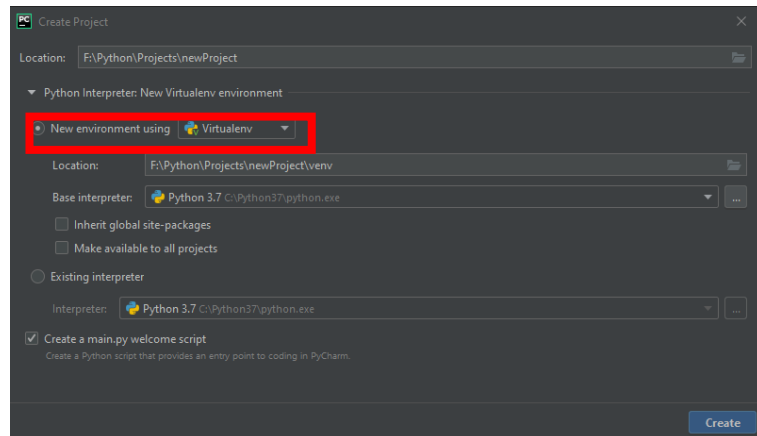 PC Create Project
Location: F:\Python\Projects\newProject
Python Interpreter: New Virtualenv environment
New environment using Virtualenv
Location: F:\Python\Projects\newProject\venv
Base interpreter: Python 3.7 C:\Python37\python.exe ...
Inherit global site-packages
Make available to all projects
Existing interpreter
Interpreter: Python 3.7 C:\Python37\python.exe ...
Create a main.py welcome script
Create a Python script that provides an entry point to coding in PyCharm.
Create